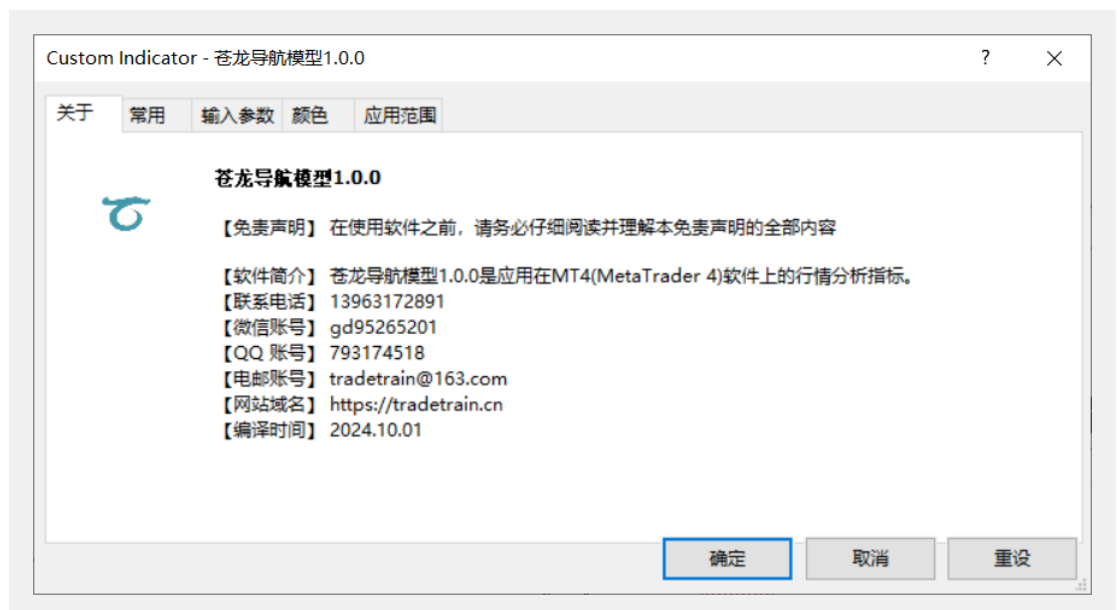 Custom Indicator - 苍龙导航模型1.0.0
关于 常用 输入参数 颜色 应用范围
苍龙导航模型1.0.0
【免责声明】 在使用软件之前，请务必仔细阅读并理解本免责声明的全部内容
【软件简介】 苍龙导航模型1.0.0是应用在MT4(MetaTrader 4)软件上的行情分析指标。
【联系电话】 13963172891
【微信账号】 gd95265201
【QQ 账号】 793174518
【电邮账号】 tradetrain@163.com
【网站域名】 https://tradetrain.cn
【编译时间】 2024.10.01
确定 取消 重设